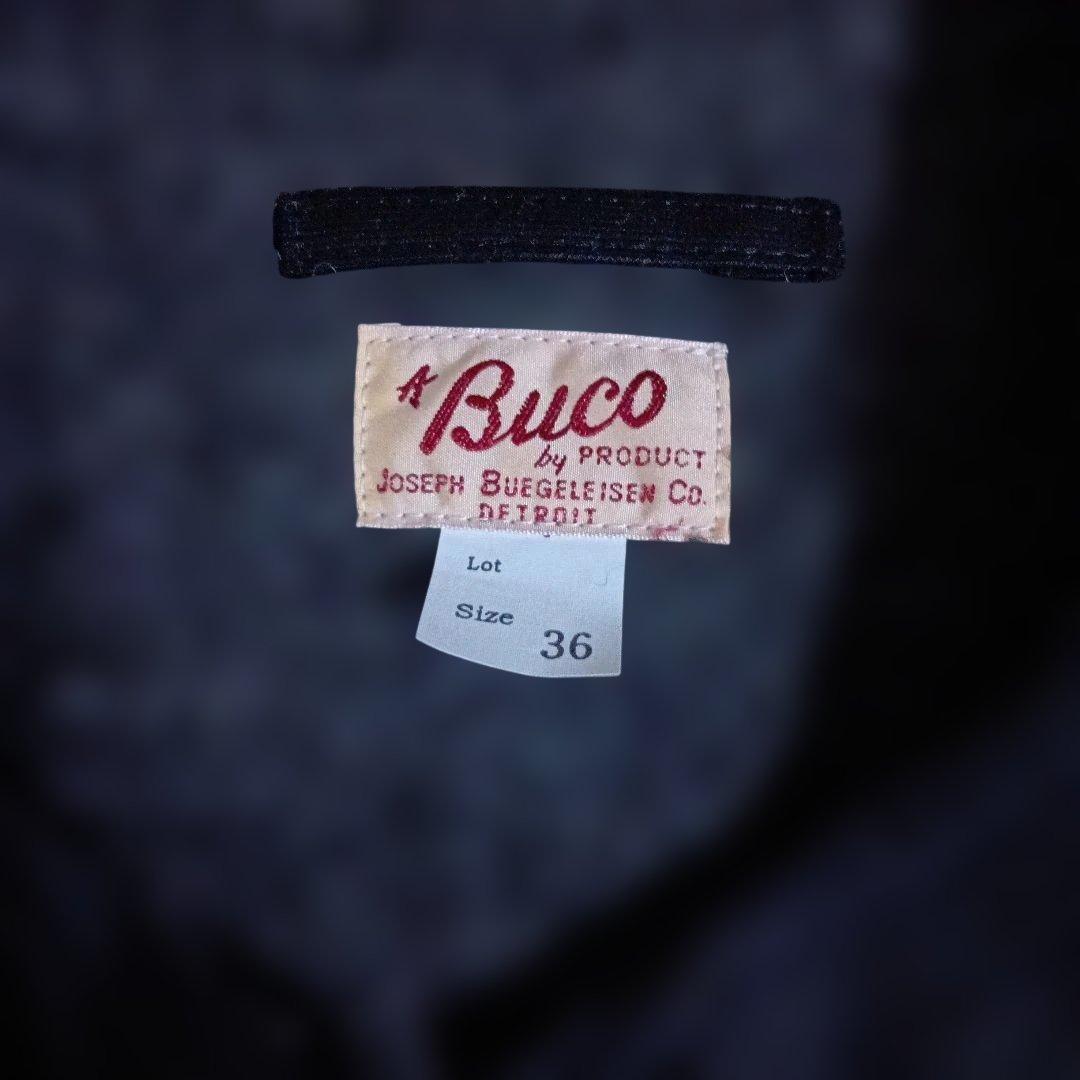 A Buco
by PRODUCT
JOSEPH BUEGELEISEN CO.
DETROIT
Lot
Size 36